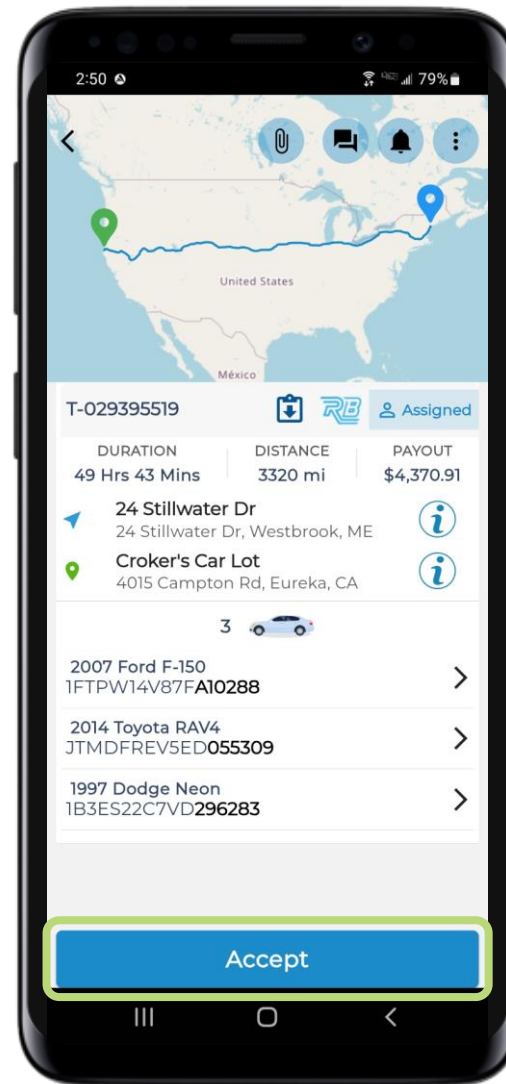 2:50 79%
United States
México
T-029395519 RB Assigned
DURATION DISTANCE PAYOUT
49 Hrs 43 Mins 3320 mi $4,370.91
24 Stillwater Dr
24 Stillwater Dr, Westbrook, ME
Croker's Car Lot
4015 Campton Rd, Eureka, CA
3
2007 Ford F-150
1FTPW14V87FA10288
2014 Toyota RAV4
JTMDFREV5ED055309
1997 Dodge Neon
1B3ES22C7VD296283
Accept